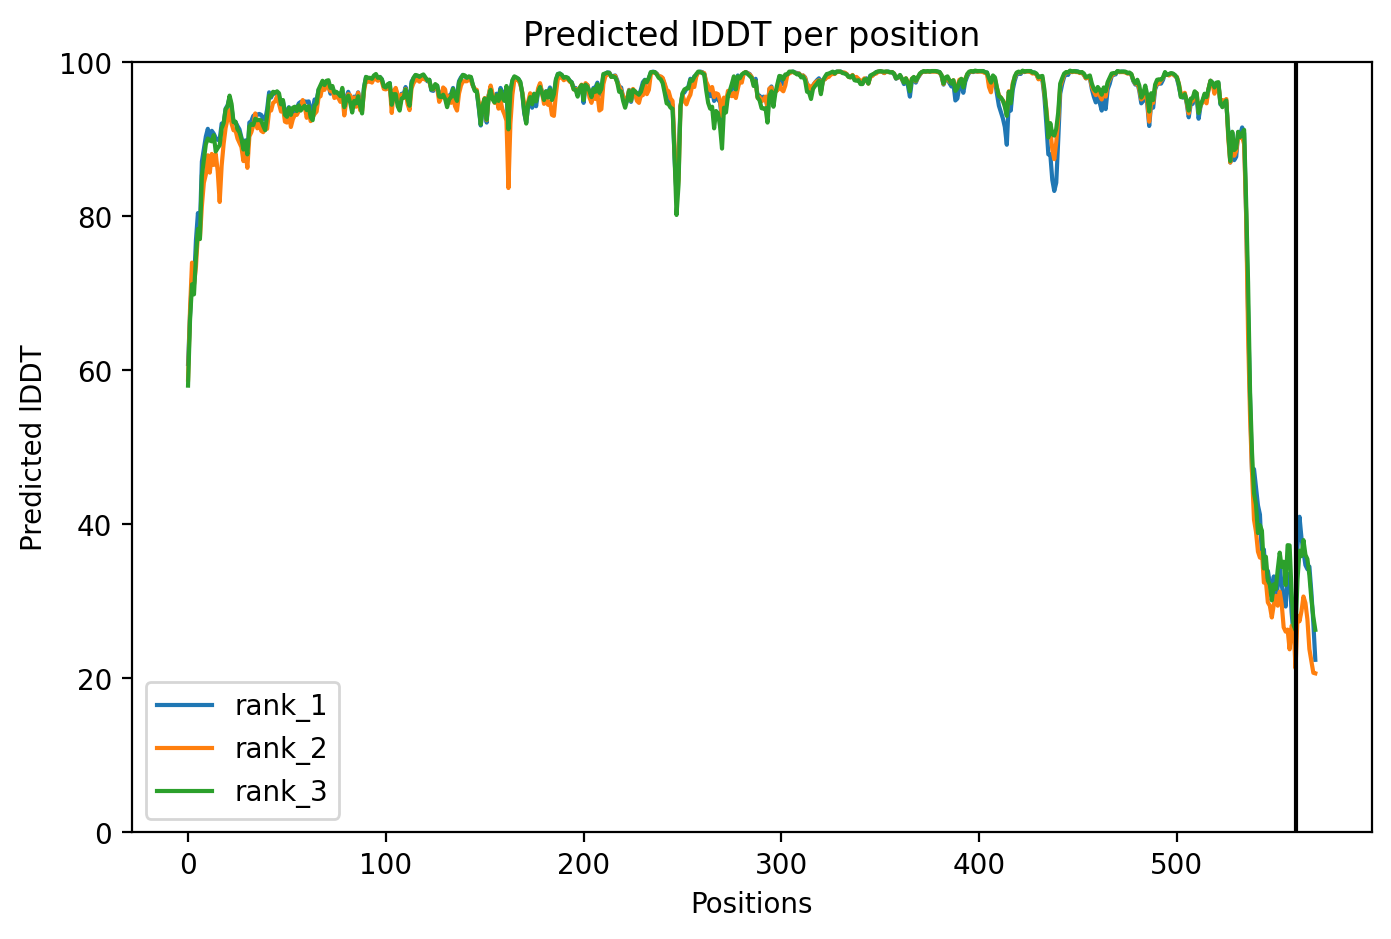 Predicted lDDT per position
100
80
60
40
20
0
Predicted lDDT
rank_1
rank_2
rank_3
0 100 200 300 400 500
Positions